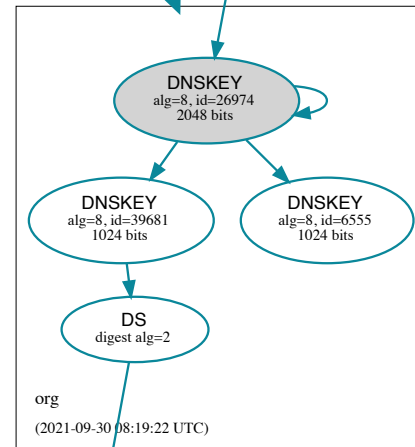 DNSKEY
alg=8, id=26974
2048 bits
DNSKEY
alg=8, id=39681
1024 bits
DNSKEY
alg=8, id=6555
1024 bits
DS
digest alg=2
org
(2021-09-30 08:19:22 UTC)